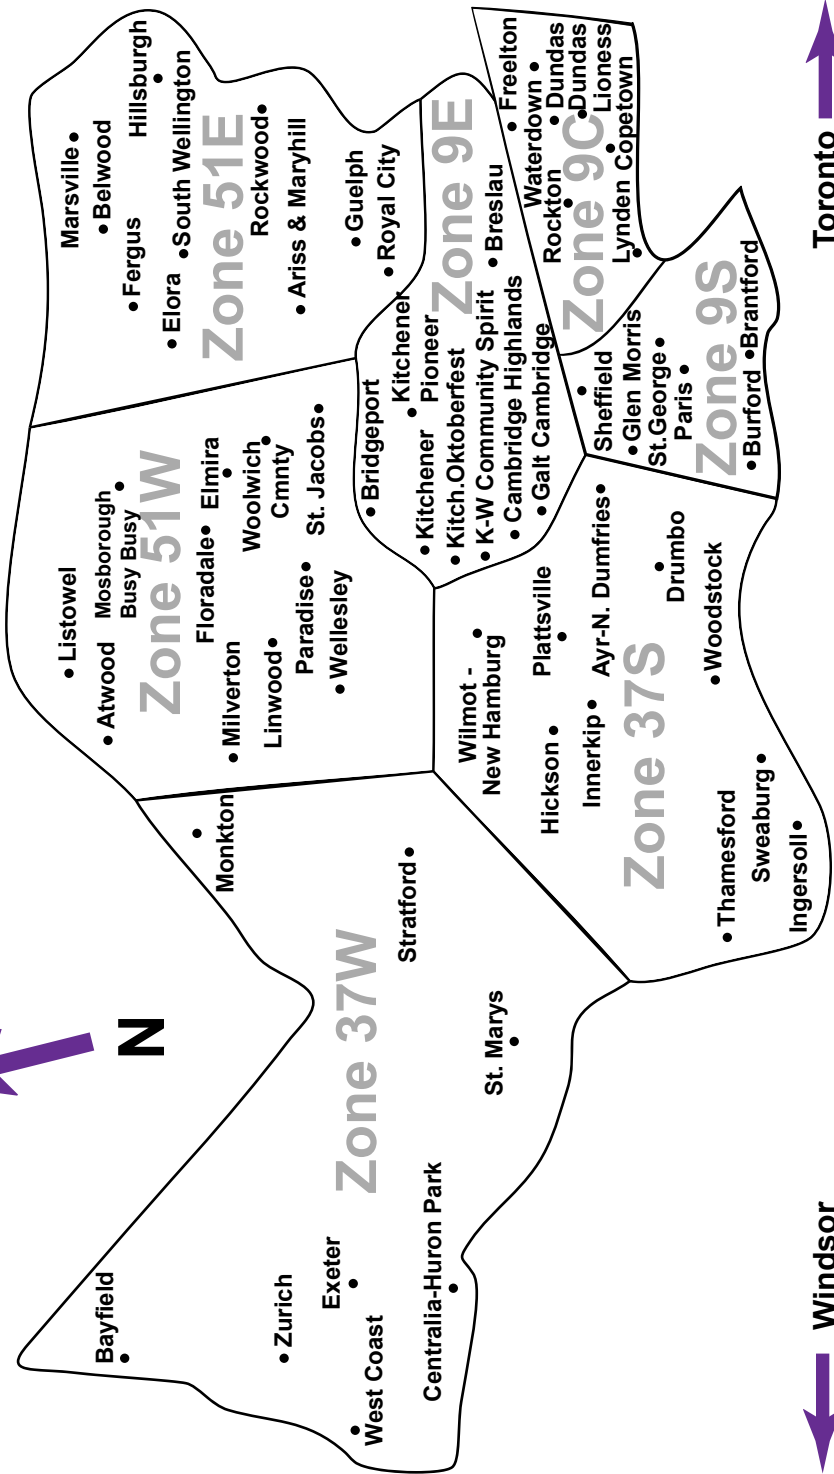 N
Bayfield
Zurich
Exeter
West Coast
Centralia-Huron Park
Zone 37W
St. Marys
Stratford
Monkton
Listowel
Atwood
Mosborough
Busy Busy
Zone 51W
Floradale
Elmira
Milverton
Woolwich
Cmnty
Linwood
Paradise
St. Jacobs
Wellesley
Marsville
Belwood
Hillsburgh
Fergus
South Wellington
Elora
Zone 51E
Rockwood
Ariss & Maryhill
Guelph
Royal City
Bridgeport
Kitchener
Pioneer
Zone 9E
Kitchener
Kitch.Oktoberfest
K-W Community Spirit
Breslau
Cambridge Highlands
Galt Cambridge
Freelton
Waterdown
Dundas
Rockton
Dundas
Lioness
Zone 9C
Lynden
Copetown
Sheffield
Glen Morris
St.George
Paris
Zone 9S
Burford
Brantford
Wilmot -
New Hamburg
Plattsville
Hickson
Ayr-N. Dumfries
Innerkip
Zone 37S
Drumbo
Woodstock
Thamesford
Sweaburg
Ingersoll
Windsor
Toronto